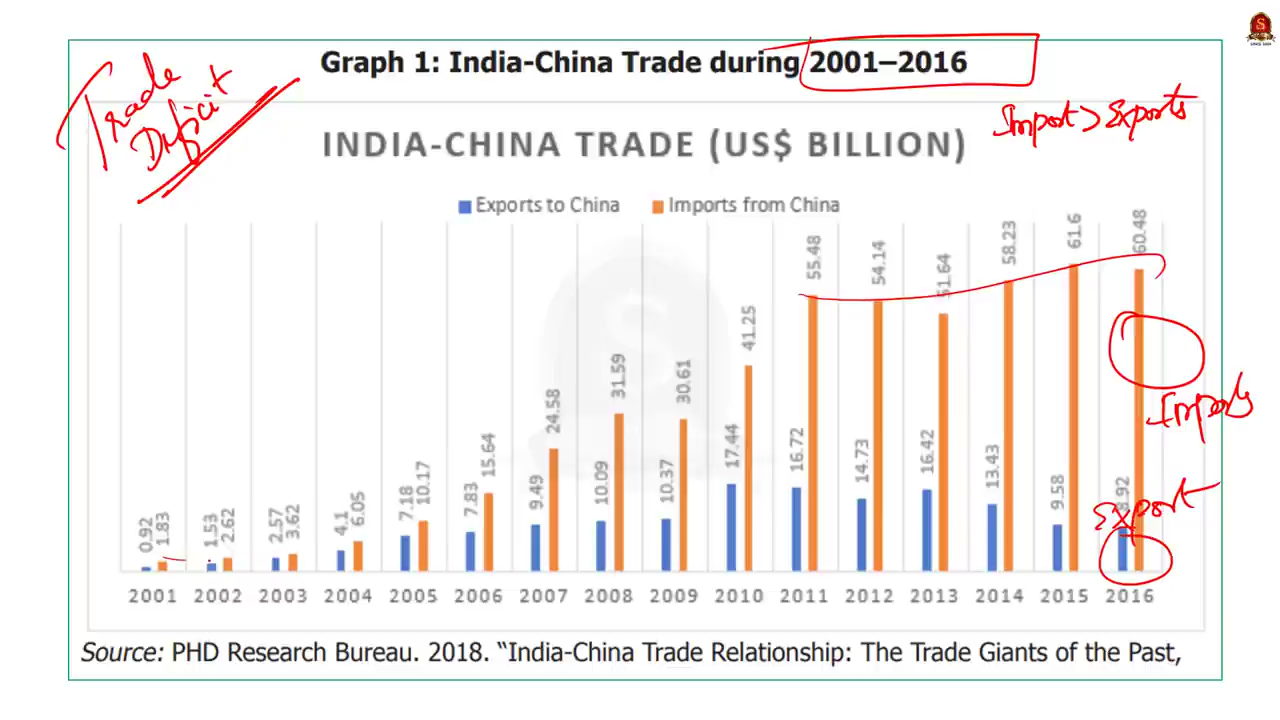 Graph 1: India-China Trade during 2001–2016
Trade
Deficit
Import > Exports
INDIA-CHINA TRADE (US$ BILLION)
Exports to China Imports from China
0.92 1.83 1.53 2.62 2.57 3.62 4.1 6.05 7.18 10.17 7.83 15.64 9.49 24.58 10.09 31.59 10.37 30.61 17.44 41.25 16.72 55.48 14.73 54.14 16.42 51.64 13.43 58.23 9.58 61.6 8.92 60.48
Imports
Export
2001 2002 2003 2004 2005 2006 2007 2008 2009 2010 2011 2012 2013 2014 2015 2016
Source: PHD Research Bureau. 2018. “India-China Trade Relationship: The Trade Giants of the Past,